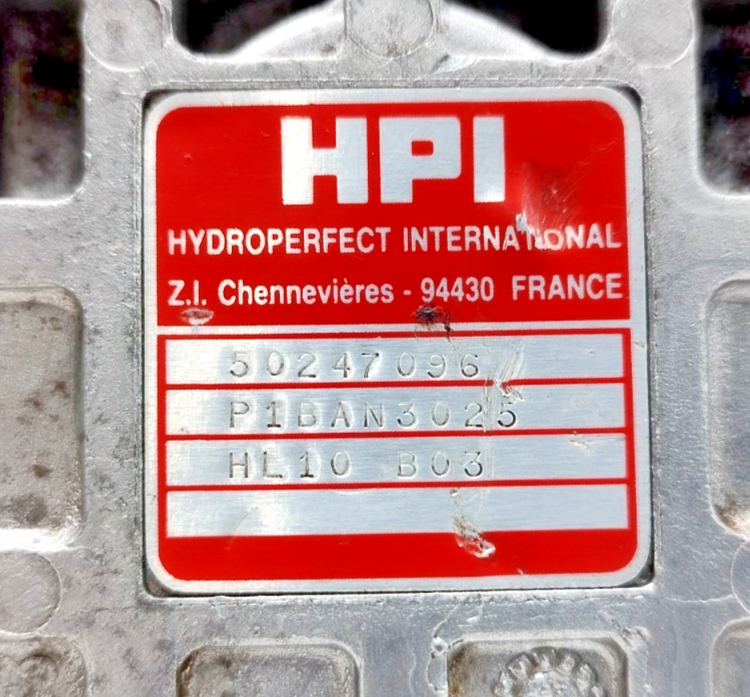 HPI
HYDROPERFECT INTERNATIONAL
Z.I. Chennevières - 94430 FRANCE
50247096
P1BAN3025
HL10 B03